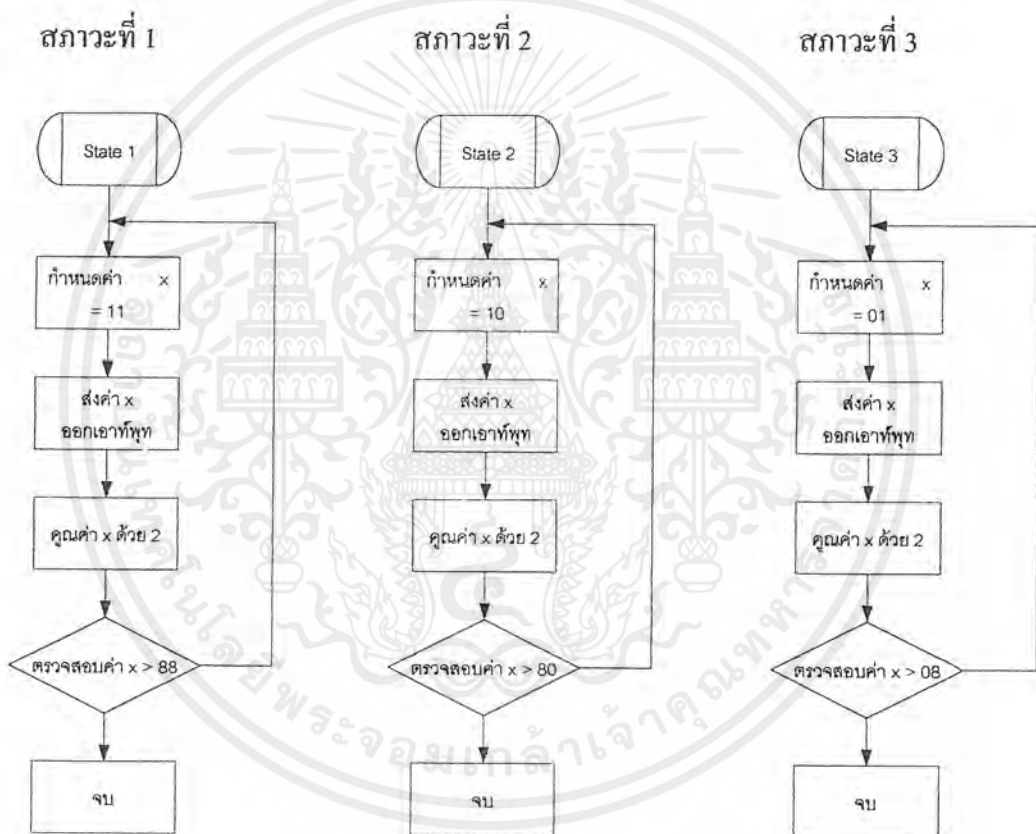 สภาวะที่ 1
สภาวะที่ 2
สภาวะที่ 3
State 1
State 2
State 3
กำหนดค่า x
= 11
กำหนดค่า x
= 10
กำหนดค่า x
= 01
ส่งค่า x
ออกเอาท์พุท
ส่งค่า x
ออกเอาท์พุท
ส่งค่า x
ออกเอาท์พุท
คูณค่า x ด้วย 2
คูณค่า x ด้วย 2
คูณค่า x ด้วย 2
ตรวจสอบค่า x > 88
ตรวจสอบค่า x > 80
ตรวจสอบค่า x > 08
จบ
จบ
จบ